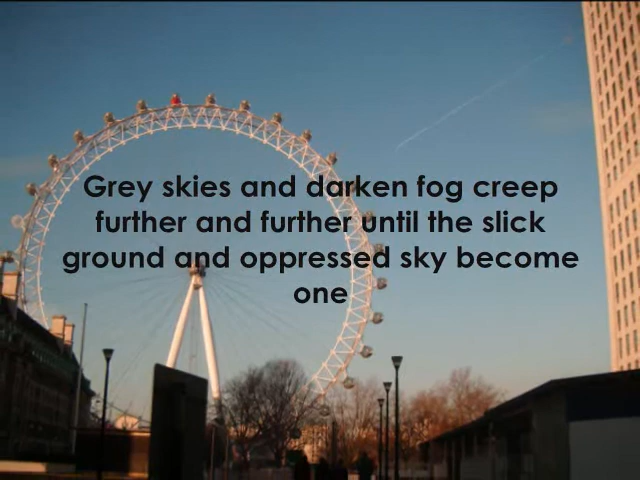 Grey skies and darken fog creep
further and further until the slick
ground and oppressed sky become
one